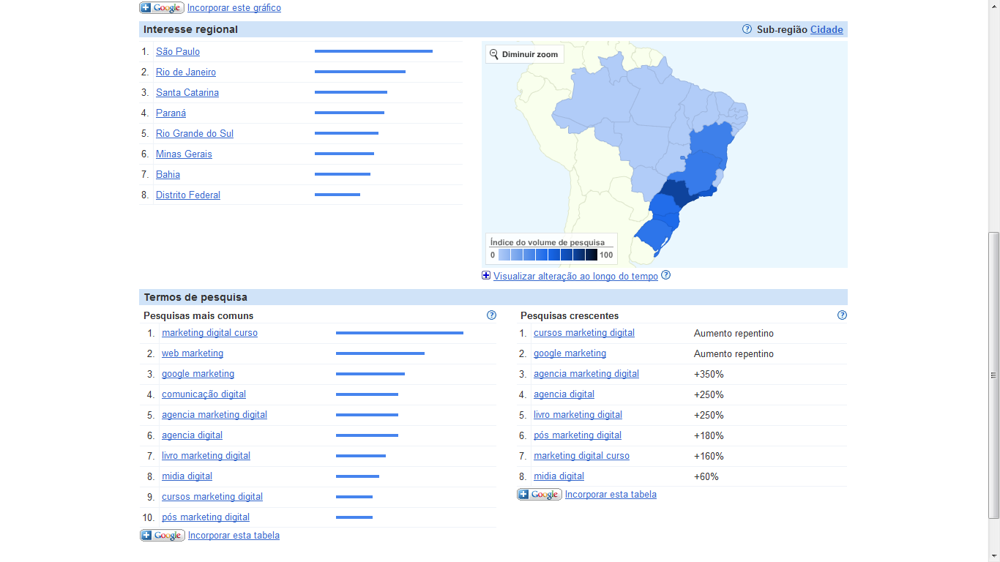 Google Incorporar este gráfico
Interesse regional
Sub-região Cidade
1. São Paulo
2. Rio de Janeiro
3. Santa Catarina
4. Paraná
5. Rio Grande do Sul
6. Minas Gerais
7. Bahia
8. Distrito Federal
Diminuir zoom
Índice do volume de pesquisa
0 100
Visualizar alteração ao longo do tempo
Termos de pesquisa
Pesquisas mais comuns
1. marketing digital curso
2. web marketing
3. google marketing
4. comunicação digital
5. agencia marketing digital
6. agencia digital
7. livro marketing digital
8. midia digital
9. cursos marketing digital
10. pós marketing digital
Google Incorporar esta tabela
Pesquisas crescentes
1. cursos marketing digital Aumento repentino
2. google marketing Aumento repentino
3. agencia marketing digital +350%
4. agencia digital +250%
5. livro marketing digital +250%
6. pós marketing digital +180%
7. marketing digital curso +160%
8. midia digital +60%
Google Incorporar esta tabela